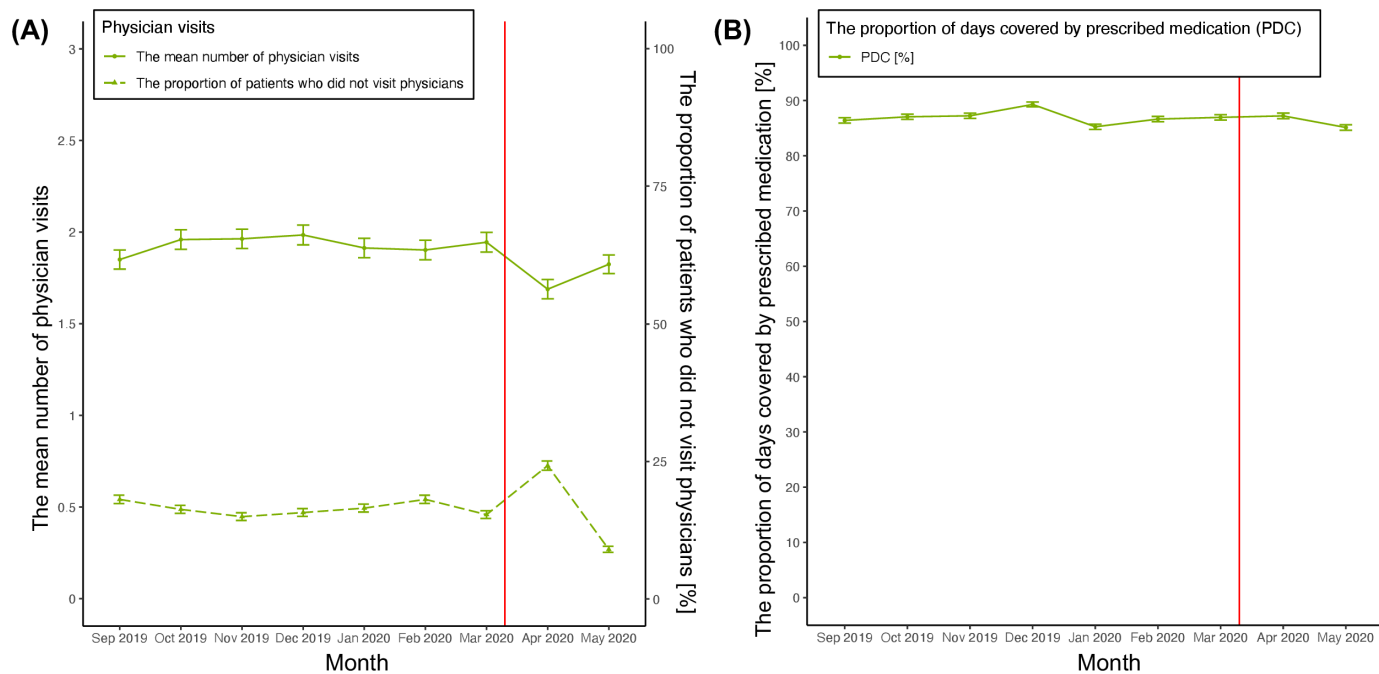 (A)
Physician visits
The mean number of physician visits
The proportion of patients who did not visit physicians
The mean number of physician visits
3
2.5
2
1.5
1
0.5
0
The proportion of patients who did not visit physicians [%]
100
75
50
25
0
Sep 2019 Oct 2019 Nov 2019 Dec 2019 Jan 2020 Feb 2020 Mar 2020 Apr 2020 May 2020
Month
(B)
The proportion of days covered by prescribed medication (PDC)
PDC [%]
The proportion of days covered by prescribed medication [%]
100
90
80
70
60
50
40
30
20
10
0
Sep 2019 Oct 2019 Nov 2019 Dec 2019 Jan 2020 Feb 2020 Mar 2020 Apr 2020 May 2020
Month